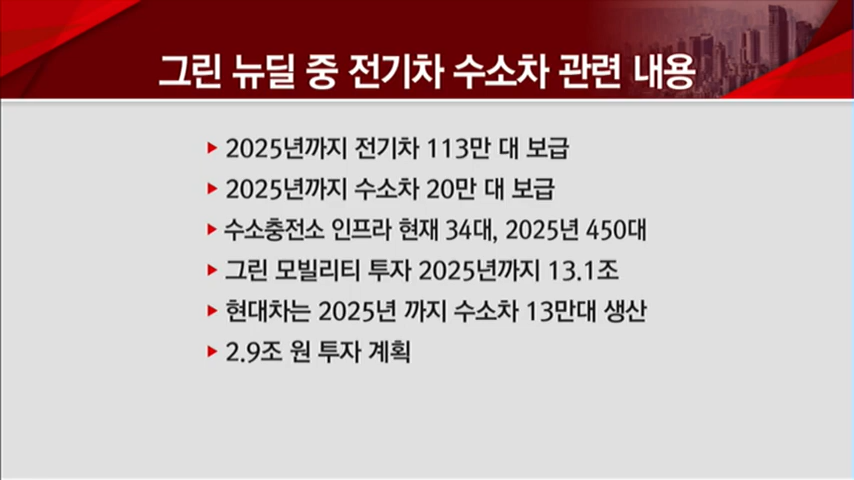 그린 뉴딜 중 전기차 수소차 관련 내용
▶ 2025년까지 전기차 113만 대 보급
▶ 2025년까지 수소차 20만 대 보급
▶ 수소충전소 인프라 현재 34대, 2025년 450대
▶ 그린 모빌리티 투자 2025년까지 13.1조
▶ 현대차는 2025년 까지 수소차 13만대 생산
▶ 2.9조 원 투자 계획